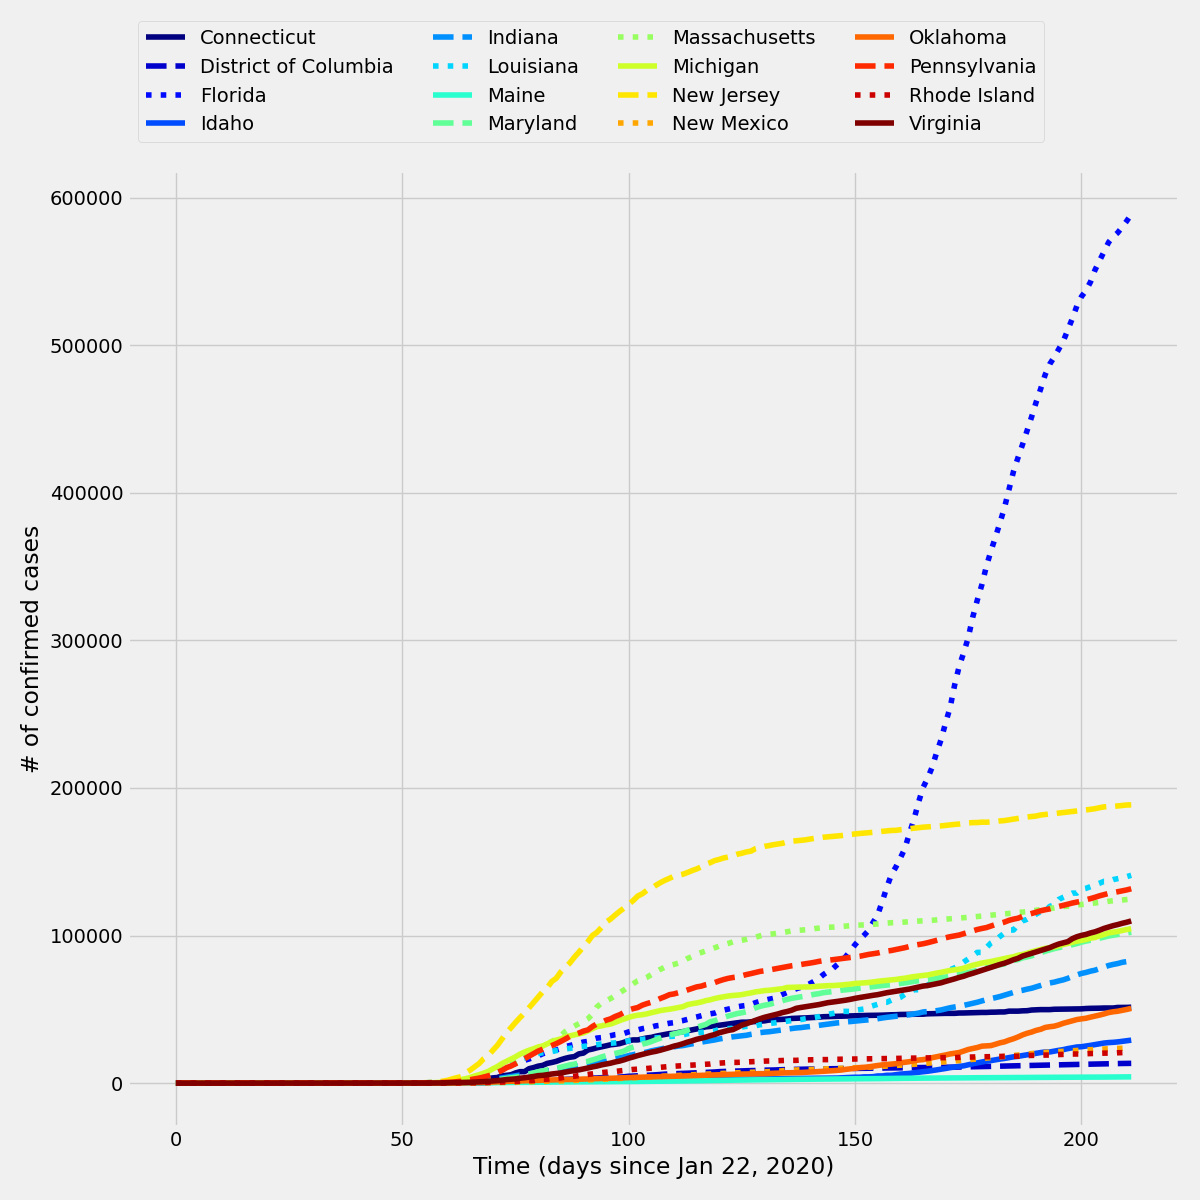 Connecticut Indiana Massachusetts Oklahoma
District of Columbia Louisiana Michigan Pennsylvania
Florida Maine New Jersey Rhode Island
Idaho Maryland New Mexico Virginia
600000
500000
400000
300000
200000
100000
0
# of confirmed cases
0 50 100 150 200
Time (days since Jan 22, 2020)